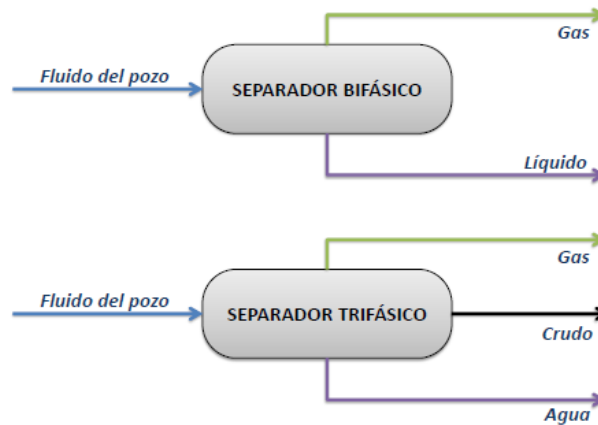 Gas
Fluido del pozo
SEPARADOR BIFÁSICO
Líquido
Gas
Fluido del pozo
SEPARADOR TRIFÁSICO
Crudo
Agua